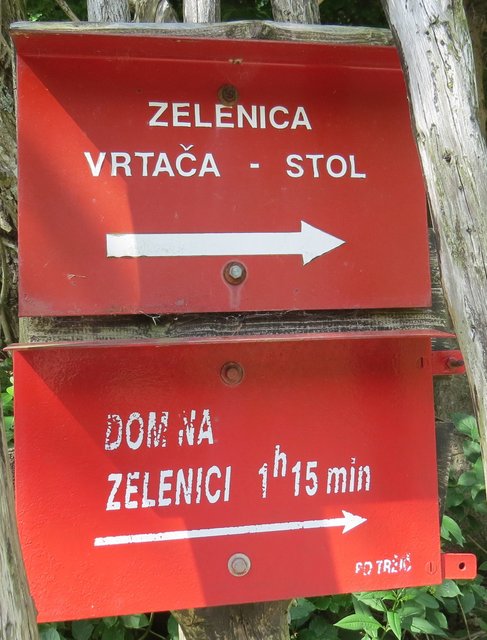 ZELENICA
VRTAČA - STOL
DOM NA
ZELENICI 1h15 min
PD TRŽIČ